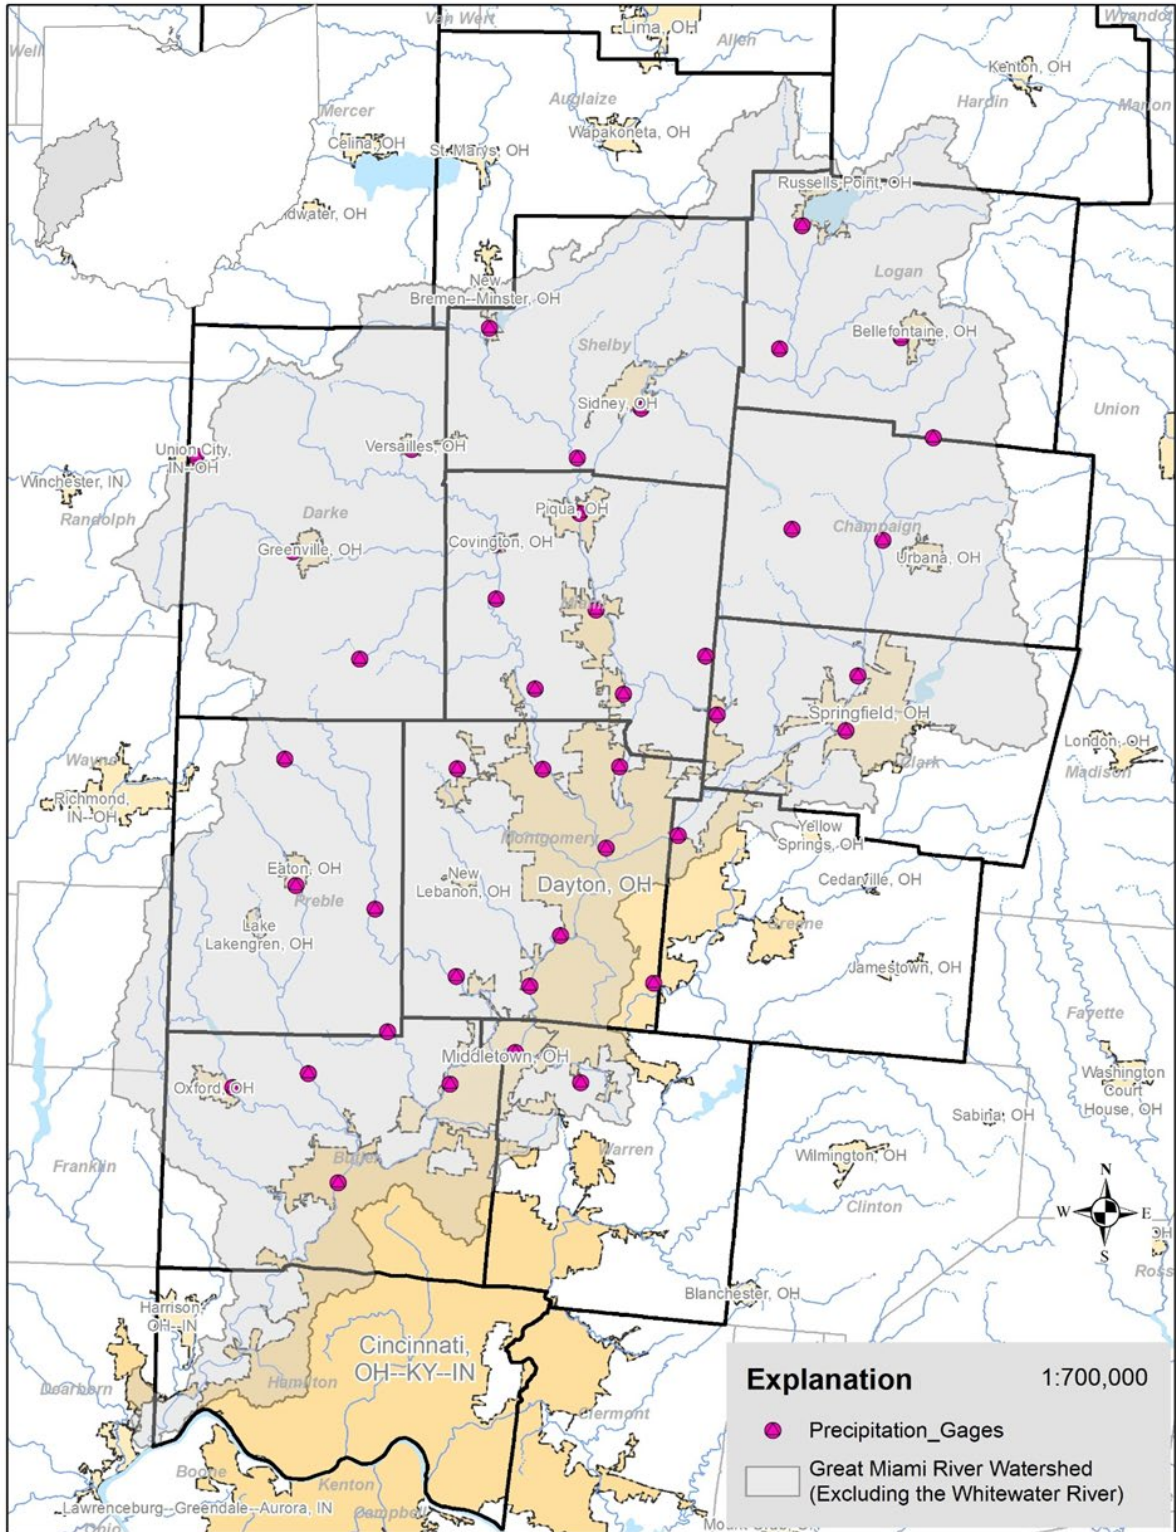 Van Wert
Wyandot
Lima, OH
Well
Allen
Kenton, OH
Mercer
Auglaize
Hardin
Marion
Wapakoneta, OH
Celina, OH
St. Marys, OH
Russells Point, OH
dwater, OH
Logan
New
Bremen--Minster, OH
Bellefontaine, OH
Shelby
Sidney, OH
Union
Union City,
IN--OH
Versailles, OH
Winchester, IN
Randolph
Darke
Piqua, OH
Champaign
Greenville, OH
Covington, OH
Urbana, OH
Miami
Springfield, OH
Wayne
London, OH
Clark
Madison
Richmond,
IN--OH
Montgomery
Yellow
Springs, OH
Eaton, OH
New
Lebanon, OH
Dayton, OH
Cedarville, OH
Preble
Lake
Lakengren, OH
Greene
Jamestown, OH
Fayette
Middletown, OH
Washington
Court
House, OH
Oxford, OH
Sabina, OH
Franklin
Butler
Warren
Wilmington, OH
N
W
E
S
Clinton
OH
Ross
Blanchester, OH
Harrison,
OH--IN
Cincinnati,
OH--KY--IN
Dearborn
Hamilton
Clermont
Explanation 1:700,000
Precipitation_Gages
Great Miami River Watershed
(Excluding the Whitewater River)
Boone
Kenton
Campbell
Lawrenceburg--Greendale--Aurora, IN
Ohio